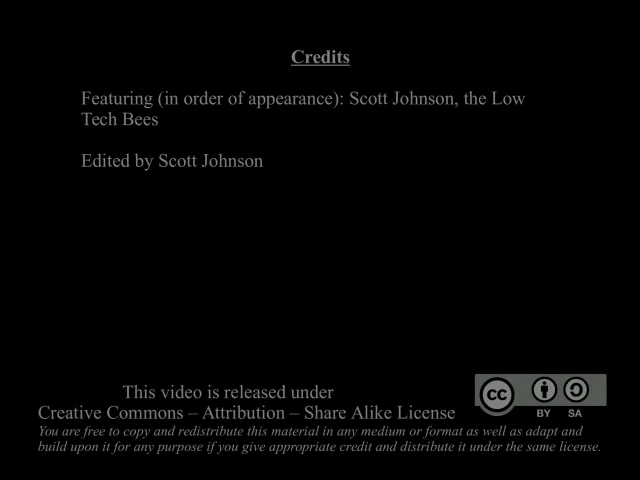 Credits
Featuring (in order of appearance): Scott Johnson, the Low
Tech Bees
Edited by Scott Johnson
This video is released under
Creative Commons – Attribution – Share Alike License
cc
BY SA
You are free to copy and redistribute this material in any medium or format as well as adapt and
build upon it for any purpose if you give appropriate credit and distribute it under the same license.